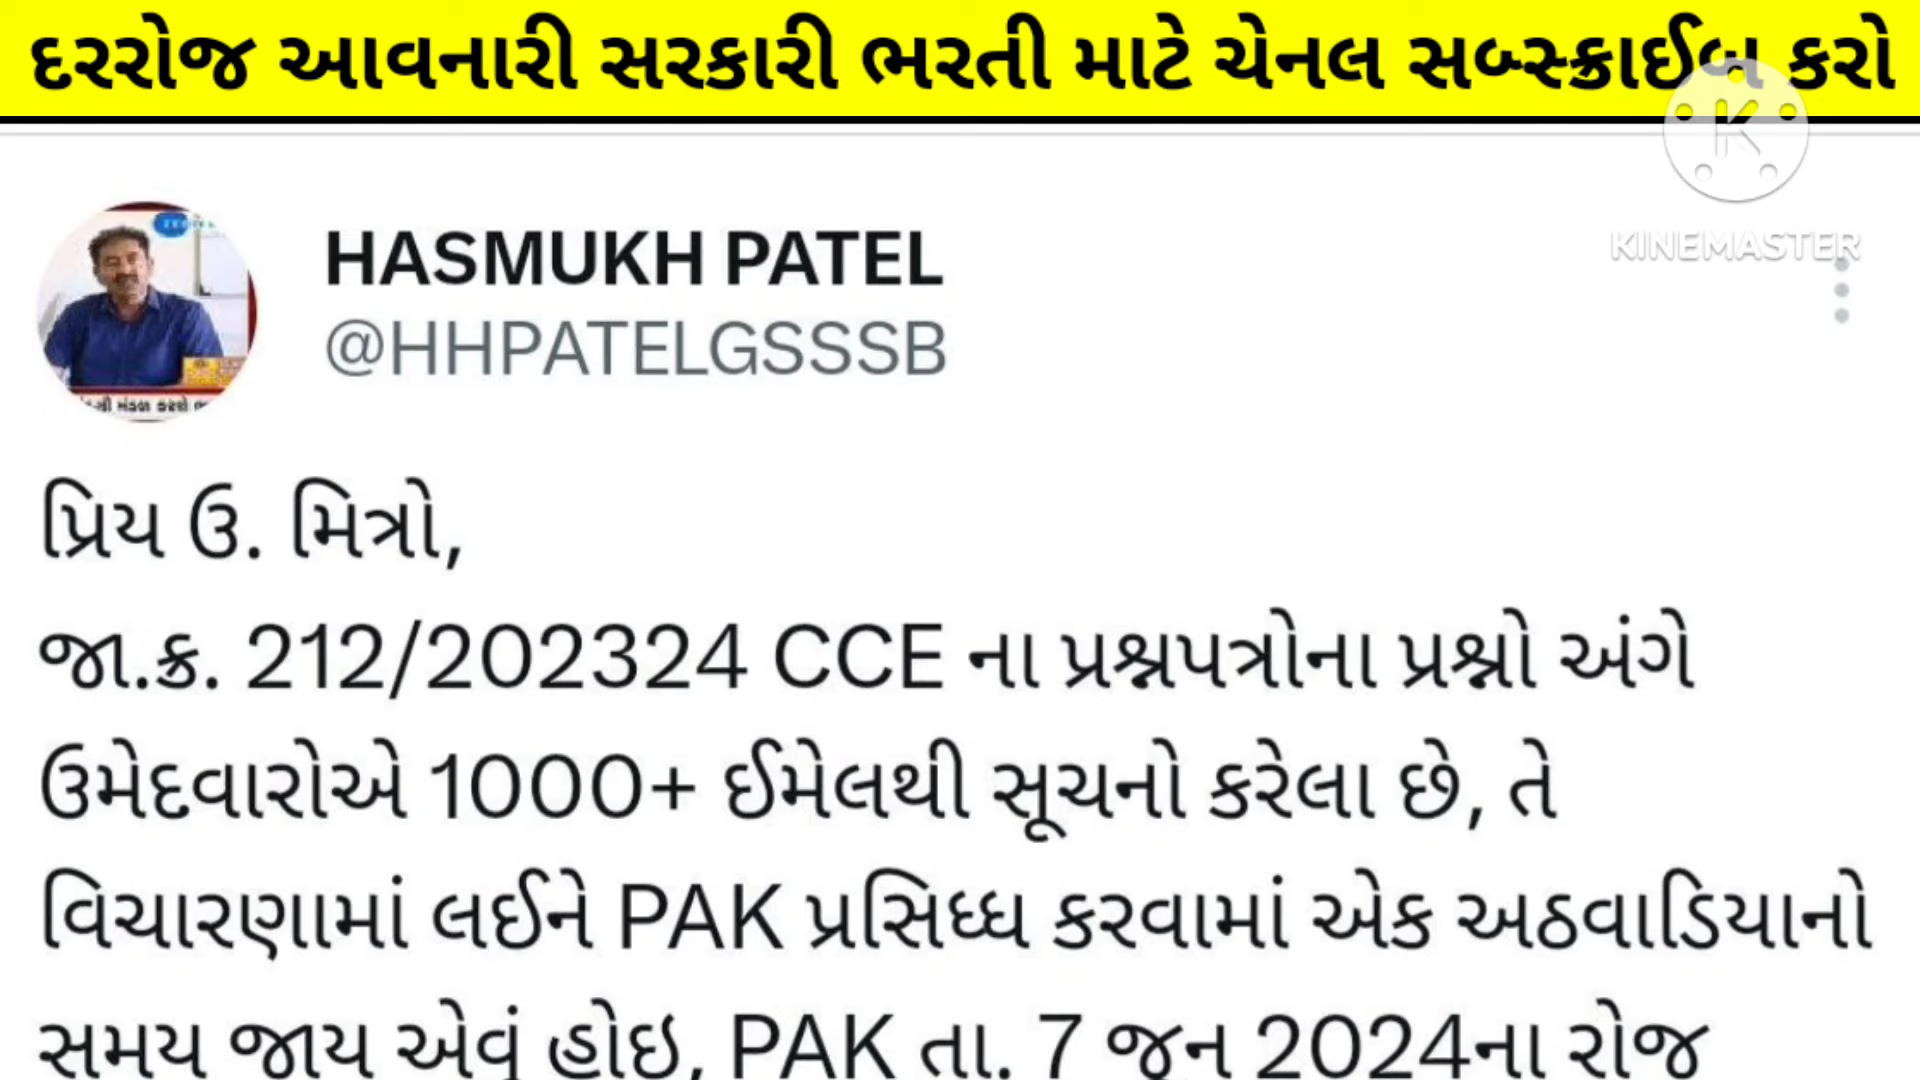 દરરોજ આવનારી સરકારી ભરતી માટે ચેનલ સબ્સ્ક્રાઈબ કરો
KINEMASTER
HASMUKH PATEL
@HHPATELGSSSB
પ્રિય ઉ. મિત્રો,
જા.ક્ર. 212/202324 CCE ના પ્રશ્નપત્રોના પ્રશ્નો અંગે
ઉમેદવારોએ 1000+ ઈમેલથી સૂચનો કરેલા છે, તે
વિચારણામાં લઈને PAK પ્રસિધ્ધ કરવામાં એક અઠવાડિયાનો
સમય જાય એવું હોઇ, PAK તા. 7 જૂન 2024ના રોજ